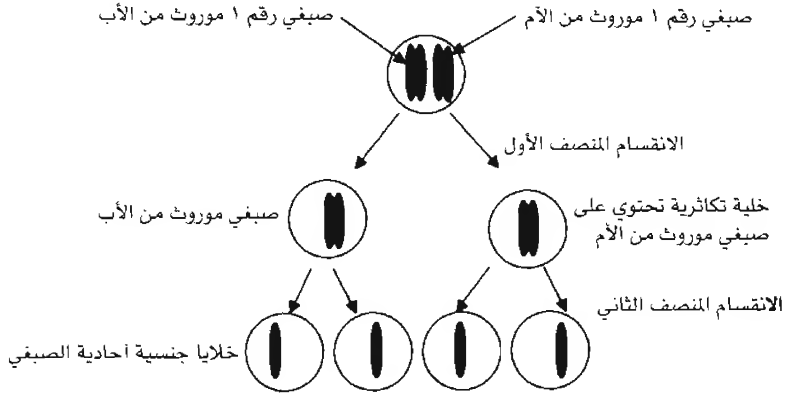 صبغي رقم ١ موروث من الأم
صبغي رقم ١ موروث من الأب
الانقسام المنصف الأول
خلية تكاثرية تحتوي على
صبغي موروث من الأم
صبغي موروث من الأب
الانقسام المنصف الثاني
خلايا جنسية أحادية الصبغي